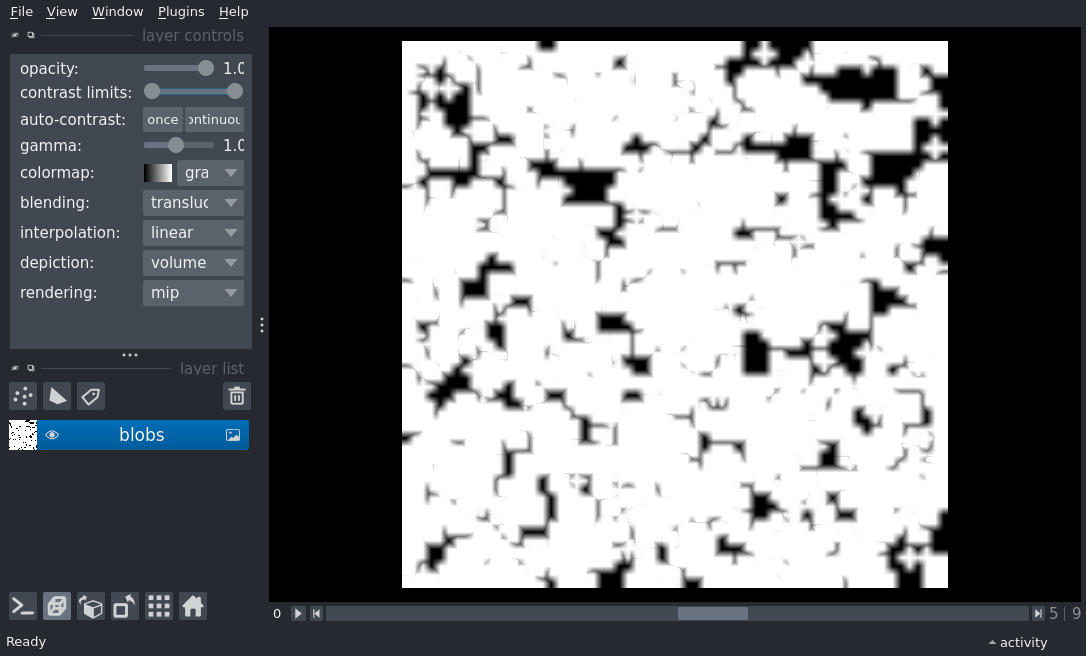 File View Window Plugins Help
layer controls
opacity: 1.0
contrast limits:
auto-contrast: once ontinuou
gamma: 1.0
colormap: gra
blending: transluc
interpolation: linear
depiction: volume
rendering: mip
layer list
blobs
0 5 | 9
Ready activity